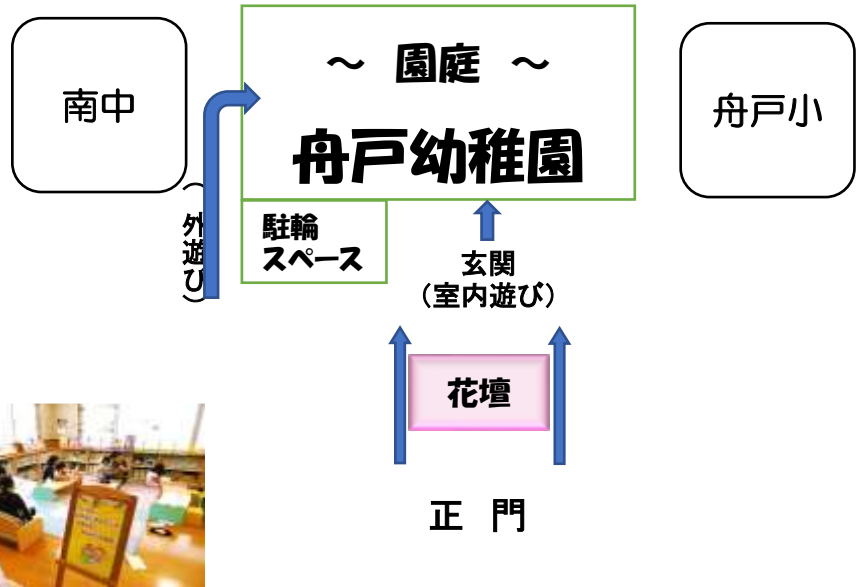 ～ 園庭 ～
南中
舟戸小
舟戸幼稚園
（外遊び）
駐輪
スペース
玄関
（室内遊び）
花壇
正 門